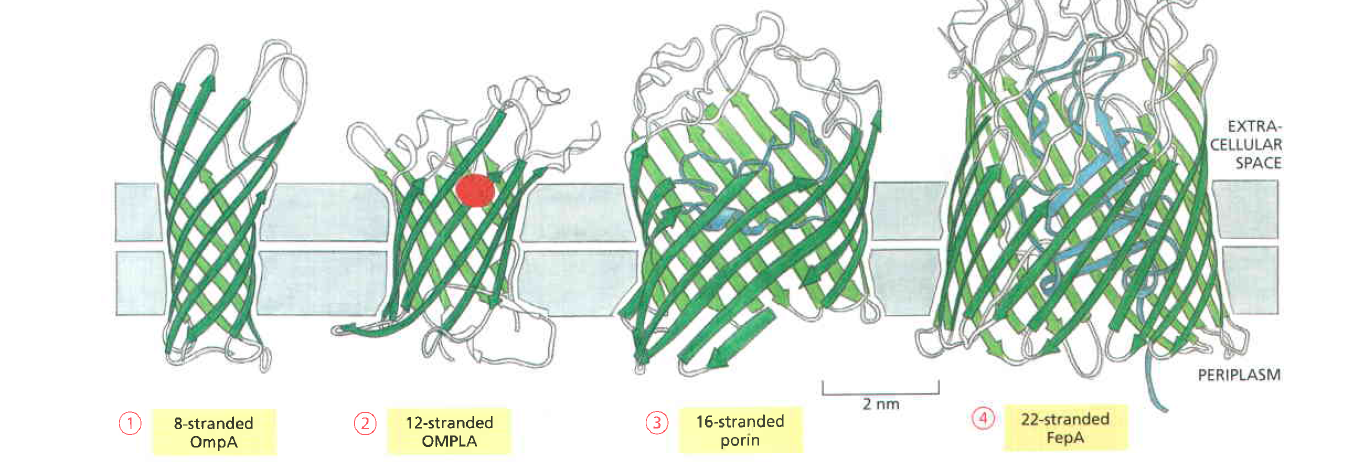 EXTRA-
CELLULAR
SPACE
PERIPLASM
2 nm
1
8-stranded
OmpA
2
12-stranded
OMPLA
3
16-stranded
porin
4
22-stranded
FepA